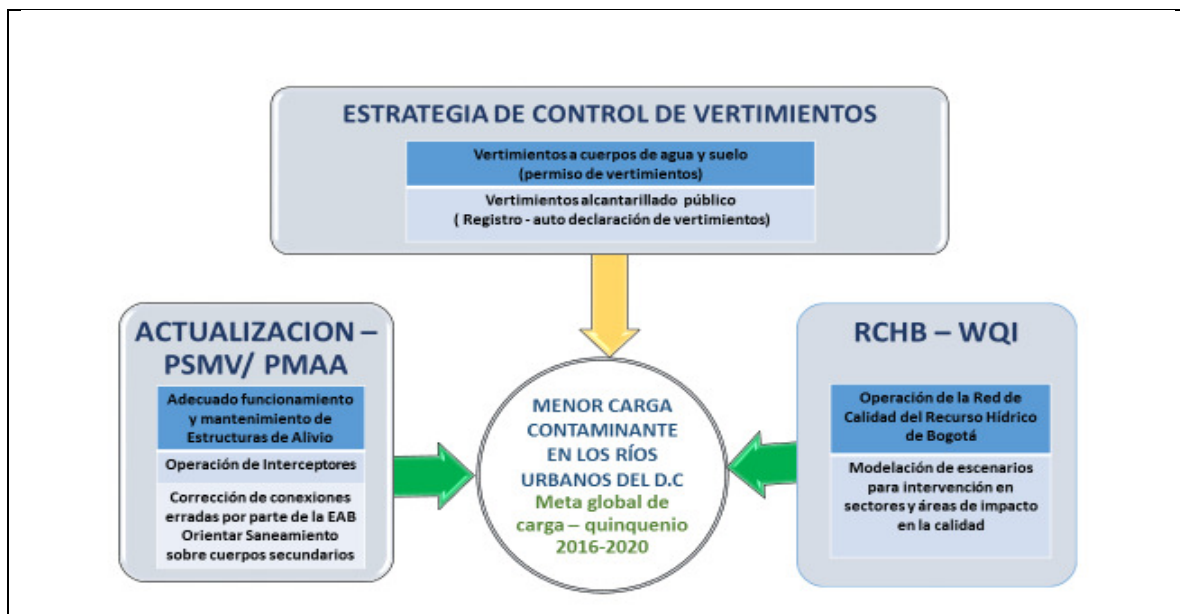 ESTRATEGIA DE CONTROL DE VERTIMIENTOS
Vertimientos a cuerpos de agua y suelo
(permiso de vertimientos)
Vertimientos alcantarillado público
( Registro - auto declaración de vertimientos)
ACTUALIZACION –
PSMV/ PMAA
Adecuado funcionamiento
y mantenimiento de
Estructuras de Alivio
Operación de Interceptores
Corrección de conexiones
erradas por parte de la EAB
Orientar Saneamiento
sobre cuerpos secundarios
MENOR CARGA
CONTAMINANTE
EN LOS RÍOS
URBANOS DEL D.C
Meta global de
carga – quinquenio
2016-2020
RCHB – WQI
Operación de la Red de
Calidad del Recurso Hídrico
de Bogotá
Modelación de escenarios
para intervención en
sectores y áreas de impacto
en la calidad